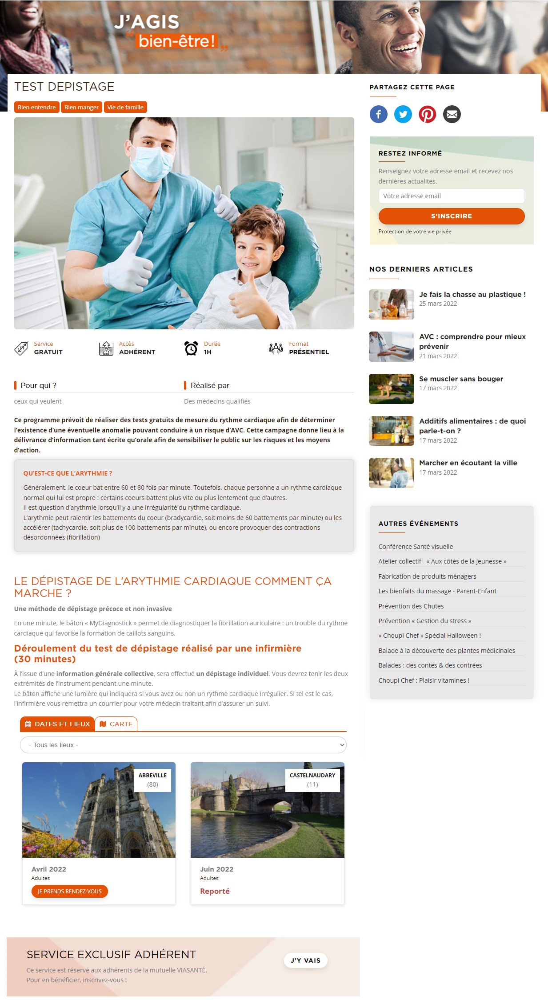 J’AGIS
“bien-être!”
TEST DEPISTAGE
Bien entendre
Bien manger
Vie de famille
Service
GRATUIT
Accès
ADHÉRENT
Durée
1H
Format
PRÉSENTIEL
Pour qui ?
ceux qui veulent
Réalisé par
Des médecins qualifiés
Ce programme prévoit de réaliser des tests gratuits de mesure du rythme cardiaque afin de déterminer
l’existence d’une éventuelle anomalie pouvant conduire à un risque d’AVC. Cette campagne donne lieu à la
délivrance d’information tant écrite qu’orale afin de sensibiliser le public sur les risques et les moyens
d’action.
QU’EST-CE QUE L’ARYTHMIE ?
Généralement, le coeur bat entre 60 et 80 fois par minute. Toutefois, chaque personne a un rythme cardiaque
normal qui lui est propre : certains coeurs battent plus vite ou plus lentement que d’autres.
Il est question d’arythmie lorsqu’il y a une irrégularité du rythme cardiaque.
L’arythmie peut ralentir les battements du coeur (bradycardie, soit moins de 60 battements par minute) ou les
accélérer (tachycardie, soit plus de 100 battements par minute), ou encore provoquer des contractions
désordonnées (fibrillation)
LE DÉPISTAGE DE L’ARYTHMIE CARDIAQUE COMMENT ÇA
MARCHE ?
Une méthode de dépistage précoce et non invasive
En une minute, le bâton « MyDiagnostick » permet de diagnostiquer la fibrillation auriculaire : un trouble du rythme
cardiaque qui favorise la formation de caillots sanguins.
Déroulement du test de dépistage réalisé par une infirmière
(30 minutes)
À l’issue d’une information générale collective, sera effectué un dépistage individuel. Vous devrez tenir les deux
extrémités de l’instrument pendant une minute.
Le bâton affiche une lumière qui indiquera si vous avez ou non un rythme cardiaque irrégulier. Si tel est le cas,
l’infirmière vous remettra un courrier pour votre médecin traitant afin d’assurer un suivi.
DATES ET LIEUX
CARTE
- Tous les lieux -
ABBEVILLE
(80)
Avril 2022
Adultes
JE PRENDS RENDEZ-VOUS
CASTELNAUDARY
(11)
Juin 2022
Adultes
Reporté
SERVICE EXCLUSIF ADHÉRENT
Ce service est réservé aux adhérents de la mutuelle VIASANTÉ.
Pour en bénéficier, inscrivez-vous !
J’Y VAIS
PARTAGEZ CETTE PAGE
RESTEZ INFORMÉ
Renseignez votre adresse email et recevez nos
dernières actualités.
Votre adresse email
S'INSCRIRE
Protection de votre vie privée
NOS DERNIERS ARTICLES
Je fais la chasse au plastique !
25 mars 2022
AVC : comprendre pour mieux
prévenir
21 mars 2022
Se muscler sans bouger
17 mars 2022
Additifs alimentaires : de quoi
parle-t-on ?
17 mars 2022
Marcher en écoutant la ville
17 mars 2022
AUTRES ÉVÉNEMENTS
Conférence Santé visuelle
Atelier collectif - « Aux côtés de la jeunesse »
Fabrication de produits ménagers
Les bienfaits du massage - Parent-Enfant
Prévention des Chutes
Prévention « Gestion du stress »
« Choupi Chef » Spécial Halloween !
Balade à la découverte des plantes médicinales
Balades : des contes & des contrées
Choupi Chef : Plaisir vitamines !